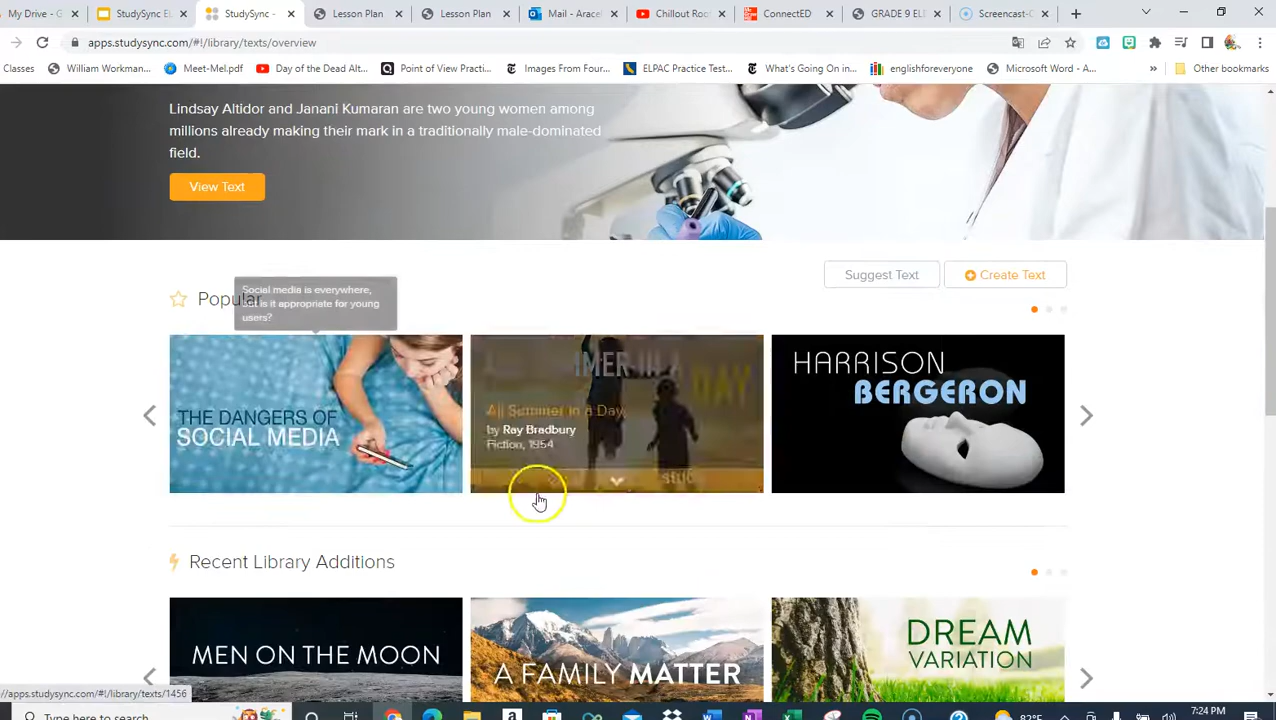 My Drive - G
StudySync EL
StudySync -
Lesson Plan
Lesson Plan
Mail - Aracel
Chillout Root
ConnectED
GRADE 9 ELE
Screencast-O
apps.studysync.com/#!/library/texts/overview
Classes
William Workman...
Meet-Mel.pdf
Day of the Dead Alt...
Point of View Practi...
Images From Four...
ELPAC Practice Test...
What's Going On in...
englishforeveryone
Microsoft Word - A...
»
Other bookmarks
Lindsay Altidor and Janani Kumaran are two young women among
millions already making their mark in a traditionally male-dominated
field.
View Text
Suggest Text
Create Text
Popular
Social media is everywhere,
but is it appropriate for young
users?
THE DANGERS OF
SOCIAL MEDIA
DAY
All Summer in a Day
by Ray Bradbury
Fiction, 1954
HARRISON
BERGERON
Recent Library Additions
MEN ON THE MOON
A FAMILY MATTER
DREAM
VARIATION
//apps.studysync.com/#!/library/texts/1456
Type here to search
82°F
7:24 PM